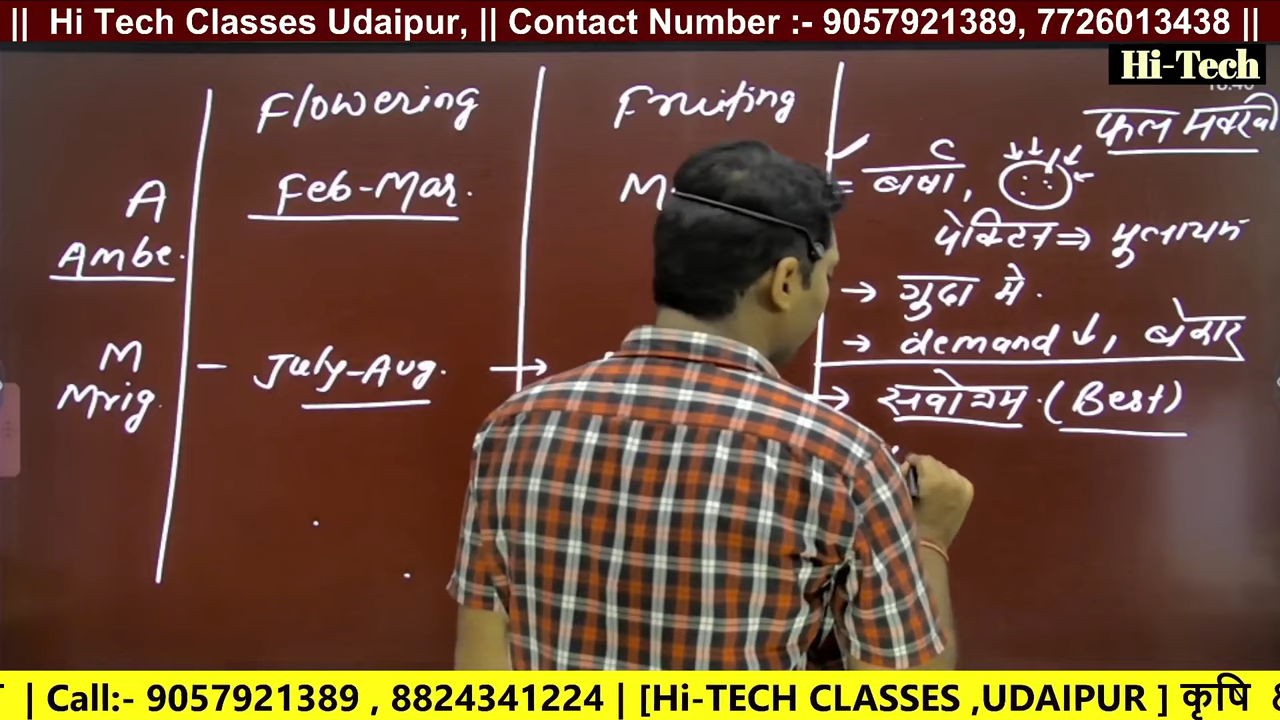 || Hi Tech Classes Udaipur, || Contact Number :- 9057921389, 7726013438 ||
Hi-Tech
Flowering Fruiting फल मक्खी
A Feb-Mar. M
C
वर्षा,
Ambe.
पेक्टिन ⇒ मुलायम
→ गुदा मे.
→ demand ↓, बेकार
M - July-Aug. →
Mrig.
→ सर्वोत्तम. (Best)
| Call:- 9057921389 , 8824341224 | [Hi-TECH CLASSES ,UDAIPUR ] कृषि